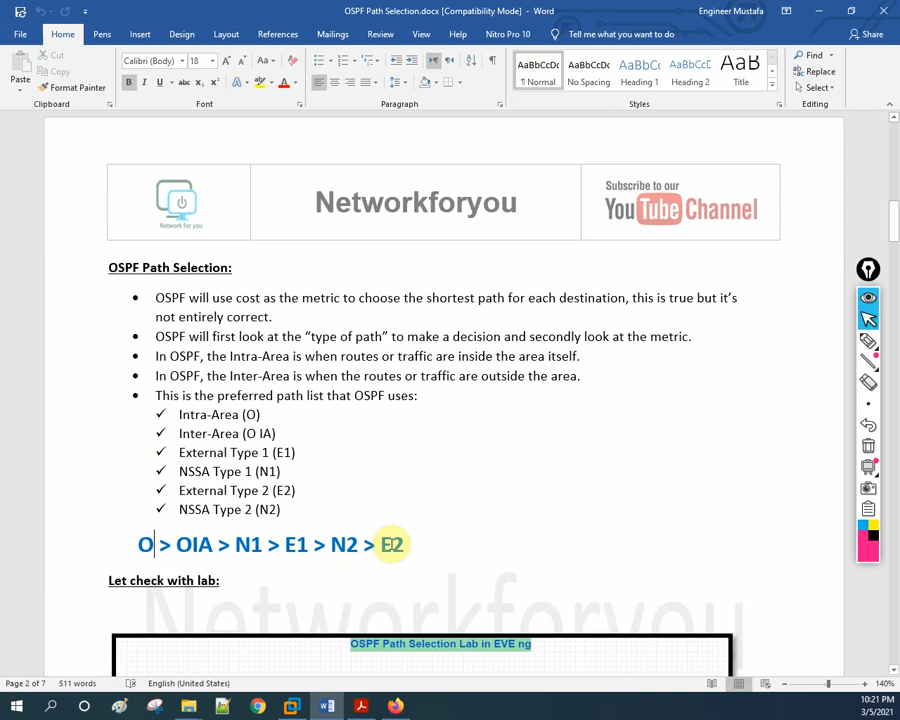 OSPF Path Selection.docx [Compatibility Mode] - Word
Engineer Mustafa
File Home Pens Insert Design Layout References Mailings Review View Help Nitro Pro 10 Tell me what you want to do Share
Paste
Cut
Copy
Format Painter
Clipboard
Calibri (Body) 18
Aa
B I U abc x₂ x² A A
Font
Paragraph
AaBbCcDc AaBbCcDc AaBbCc AaBbCcD AaB
¶ Normal No Spacing Heading 1 Heading 2 Title
Styles
Find
Replace
Select
Editing
Network for you
Networkforyou
Subscribe to our
YouTube Channel
OSPF Path Selection:
• OSPF will use cost as the metric to choose the shortest path for each destination, this is true but it’s
not entirely correct.
• OSPF will first look at the “type of path” to make a decision and secondly look at the metric.
• In OSPF, the Intra-Area is when routes or traffic are inside the area itself.
• In OSPF, the Inter-Area is when the routes or traffic are outside the area.
• This is the preferred path list that OSPF uses:
✓ Intra-Area (O)
✓ Inter-Area (O IA)
✓ External Type 1 (E1)
✓ NSSA Type 1 (N1)
✓ External Type 2 (E2)
✓ NSSA Type 2 (N2)
O > OIA > N1 > E1 > N2 > E2
Let check with lab:
Networkforyou
OSPF Path Selection Lab in EVE ng
Page 2 of 7 511 words English (United States) 140%
10:21 PM
3/5/2021